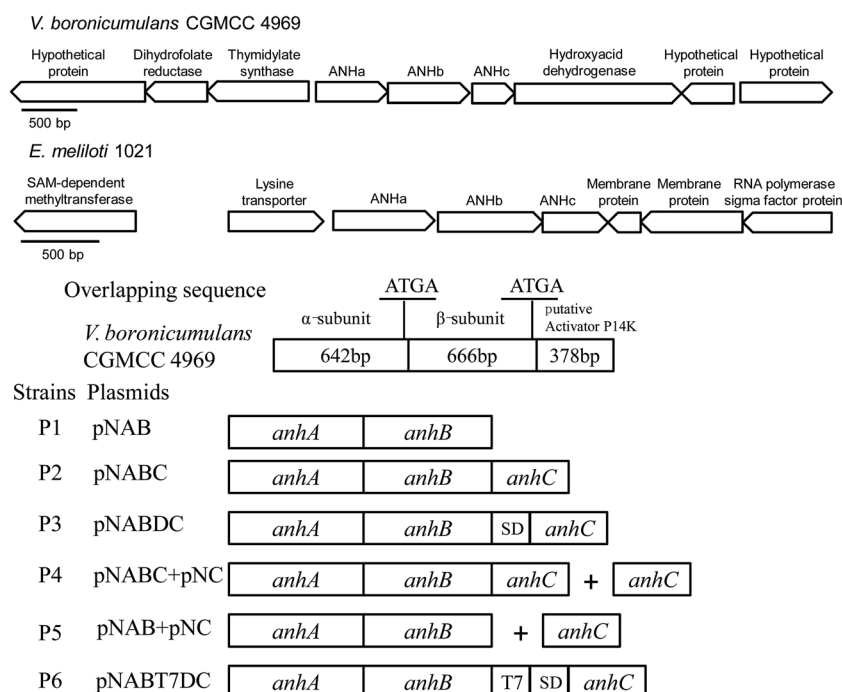 V. boronicumulans CGMCC 4969
Hypothetical protein
Dihydrofolate reductase
Thymidylate synthase
ANHa
ANHb
ANHc
Hydroxyacid dehydrogenase
Hypothetical protein
Hypothetical protein
500 bp
E. meliloti 1021
SAM-dependent methyltransferase
Lysine transporter
ANHa
ANHb
ANHc
Membrane protein
Membrane protein
RNA polymerase sigma factor protein
500 bp
Overlapping sequence
ATGA
ATGA
α-subunit
β-subunit
putative Activator P14K
V. boronicumulans
CGMCC 4969
642bp
666bp
378bp
Strains Plasmids
P1 pNAB anhA anhB
P2 pNABC anhA anhB anhC
P3 pNABDC anhA anhB SD anhC
P4 pNABC+pNC anhA anhB anhC + anhC
P5 pNAB+pNC anhA anhB + anhC
P6 pNABT7DC anhA anhB T7 SD anhC